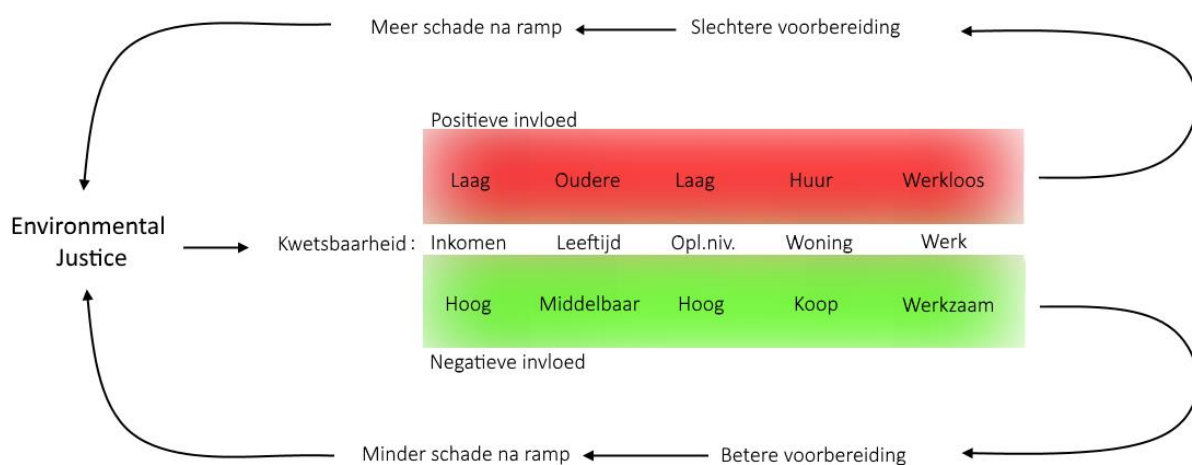 Meer schade na ramp
Slechtere voorbereiding
Positieve invloed
Laag Oudere Laag Huur Werkloos
Environmental
Justice
Kwetsbaarheid : Inkomen Leeftijd Opl.niv. Woning Werk
Hoog Middelbaar Hoog Koop Werkzaam
Negatieve invloed
Minder schade na ramp
Betere voorbereiding